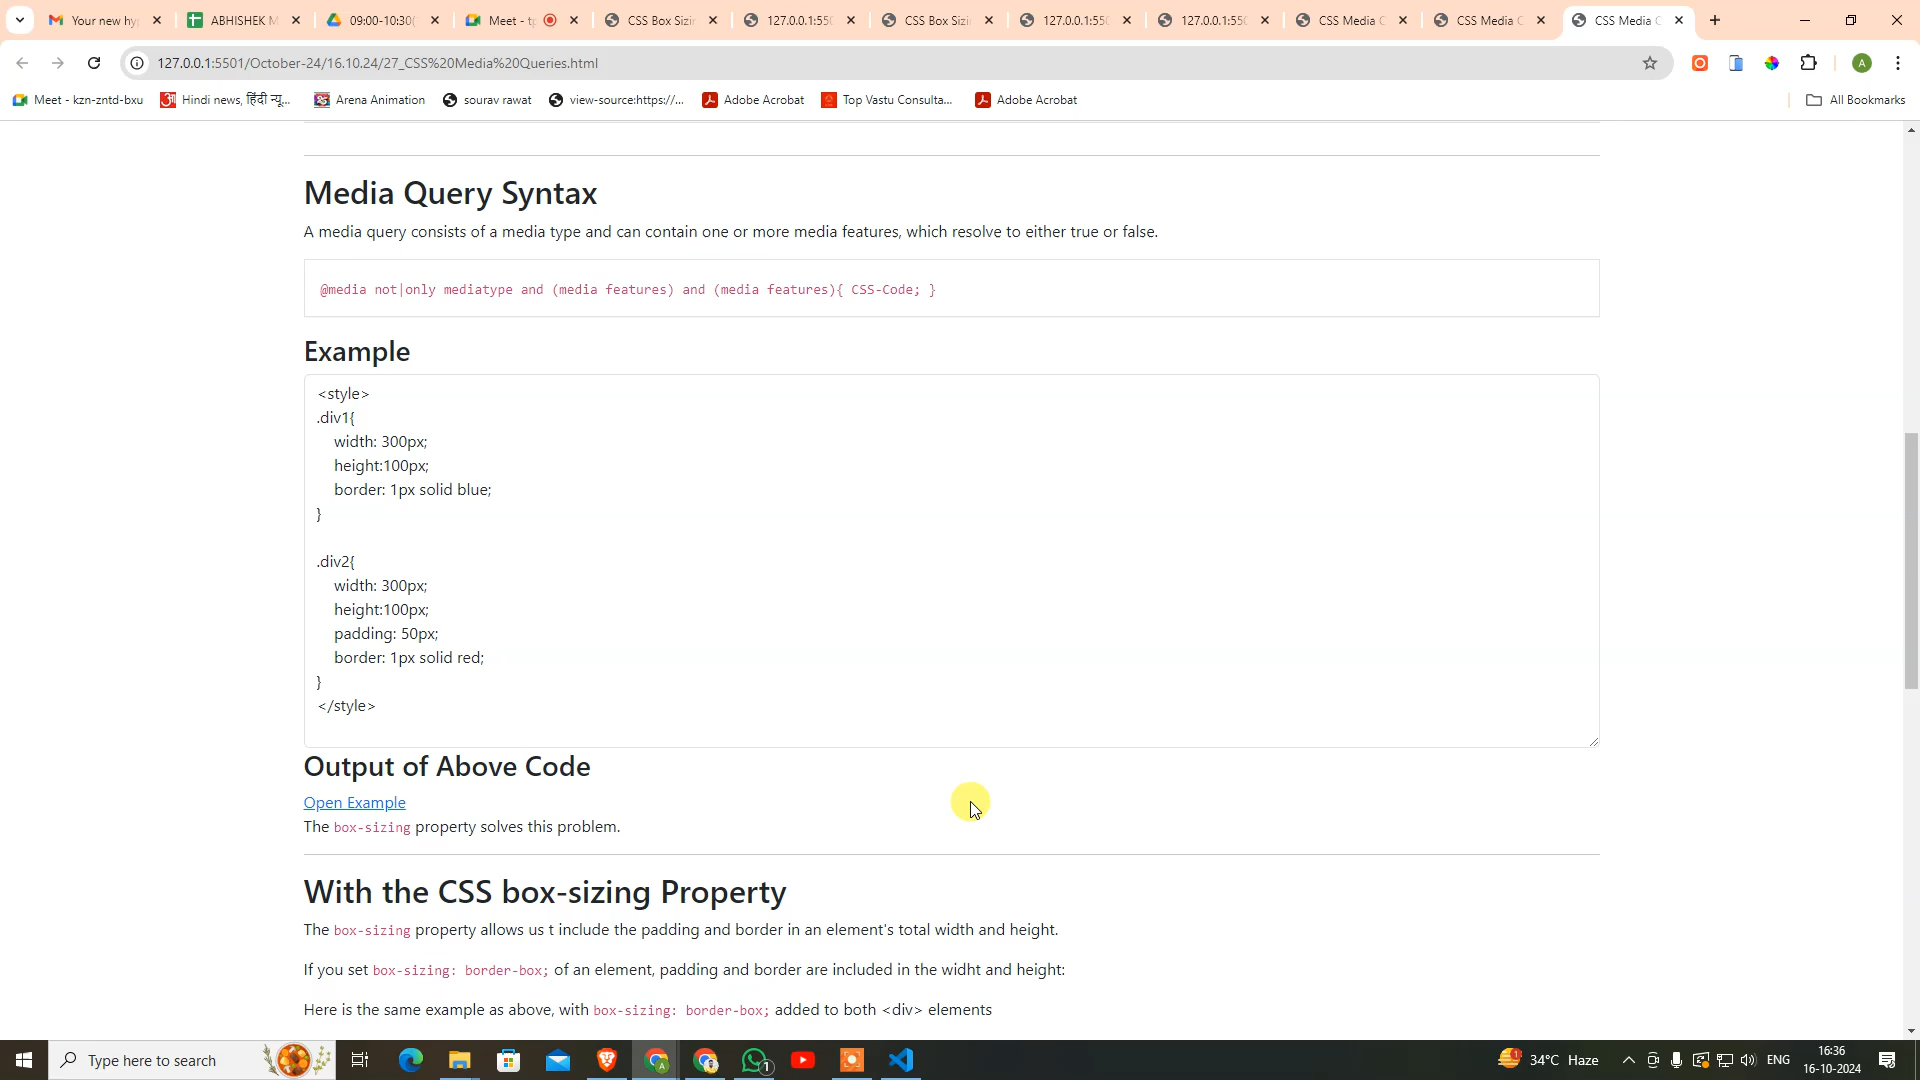 Your new hy
ABHISHEK M
09:00-10:30(
Meet - tp
CSS Box Sizin
127.0.0.1:550
CSS Box Sizin
127.0.0.1:550
127.0.0.1:550
CSS Media C
CSS Media C
CSS Media C
127.0.0.1:5501/October-24/16.10.24/27_CSS%20Media%20Queries.html
A
Meet - kzn-zntd-bxu
Hindi news, हिंदी न्यू...
Arena Animation
sourav rawat
view-source:https://...
Adobe Acrobat
Top Vastu Consulta...
Adobe Acrobat
All Bookmarks
Media Query Syntax
A media query consists of a media type and can contain one or more media features, which resolve to either true or false.
@media not|only mediatype and (media features) and (media features){ CSS-Code; }
Example
<style>
.div1{
width: 300px;
height:100px;
border: 1px solid blue;
}
.div2{
width: 300px;
height:100px;
padding: 50px;
border: 1px solid red;
}
</style>
Output of Above Code
Open Example
The box-sizing property solves this problem.
With the CSS box-sizing Property
The box-sizing property allows us t include the padding and border in an element's total width and height.
If you set box-sizing: border-box; of an element, padding and border are included in the widht and height:
Here is the same example as above, with box-sizing: border-box; added to both <div> elements
Type here to search
34°C Haze
ENG
16:36
16-10-2024